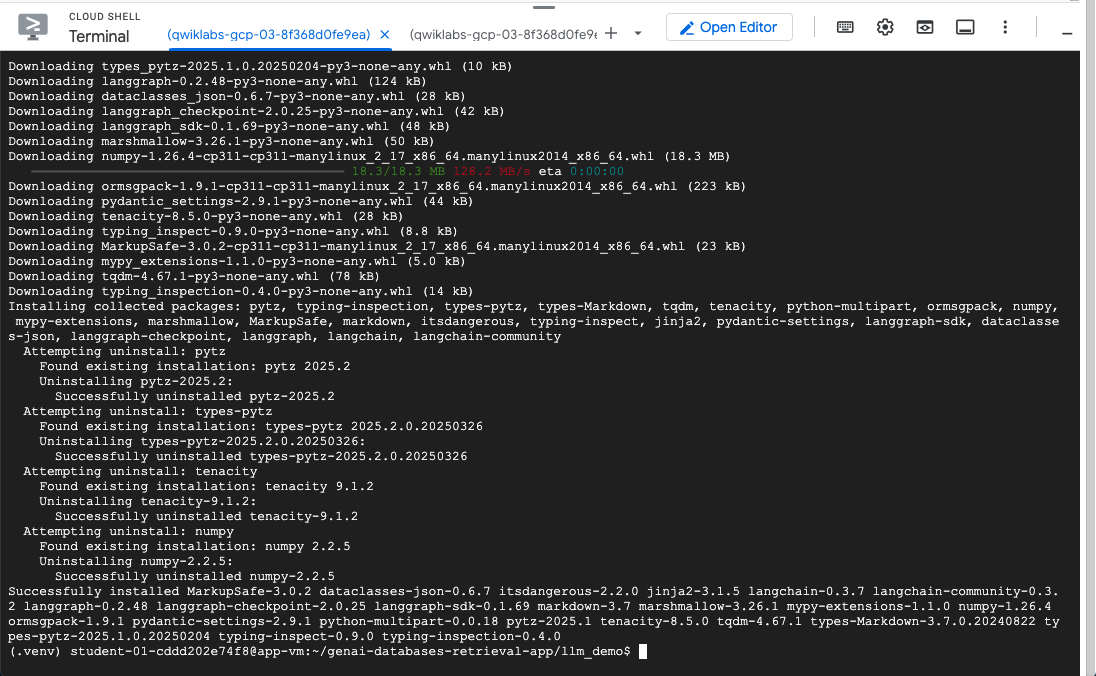 CLOUD SHELL
Terminal
(qwiklabs-gcp-03-8f368d0fe9ea) × (qwiklabs-gcp-03-8f368d0fe9e + Open Editor
Downloading types_pytz-2025.1.0.20250204-py3-none-any.whl (10 kB)
Downloading langgraph-0.2.48-py3-none-any.whl (124 kB)
Downloading dataclasses_json-0.6.7-py3-none-any.whl (28 kB)
Downloading langgraph_checkpoint-2.0.25-py3-none-any.whl (42 kB)
Downloading langgraph_sdk-0.1.69-py3-none-any.whl (48 kB)
Downloading marshmallow-3.26.1-py3-none-any.whl (50 kB)
Downloading numpy-1.26.4-cp311-cp311-manylinux_2_17_x86_64.manylinux2014_x86_64.whl (18.3 MB)
18.3/18.3 MB 128.2 MB/s eta 0:00:00
Downloading ormsgpack-1.9.1-cp311-cp311-manylinux_2_17_x86_64.manylinux2014_x86_64.whl (223 kB)
Downloading pydantic_settings-2.9.1-py3-none-any.whl (44 kB)
Downloading tenacity-8.5.0-py3-none-any.whl (28 kB)
Downloading typing_inspect-0.9.0-py3-none-any.whl (8.8 kB)
Downloading MarkupSafe-3.0.2-cp311-cp311-manylinux_2_17_x86_64.manylinux2014_x86_64.whl (23 kB)
Downloading mypy_extensions-1.1.0-py3-none-any.whl (5.0 kB)
Downloading tqdm-4.67.1-py3-none-any.whl (78 kB)
Downloading typing_inspection-0.4.0-py3-none-any.whl (14 kB)
Installing collected packages: pytz, typing-inspection, types-pytz, types-Markdown, tqdm, tenacity, python-multipart, ormsgpack, numpy,
mypy-extensions, marshmallow, MarkupSafe, markdown, itsdangerous, typing-inspect, jinja2, pydantic-settings, langgraph-sdk, dataclasse
s-json, langgraph-checkpoint, langgraph, langchain, langchain-community
Attempting uninstall: pytz
Found existing installation: pytz 2025.2
Uninstalling pytz-2025.2:
Successfully uninstalled pytz-2025.2
Attempting uninstall: types-pytz
Found existing installation: types-pytz 2025.2.0.20250326
Uninstalling types-pytz-2025.2.0.20250326:
Successfully uninstalled types-pytz-2025.2.0.20250326
Attempting uninstall: tenacity
Found existing installation: tenacity 9.1.2
Uninstalling tenacity-9.1.2:
Successfully uninstalled tenacity-9.1.2
Attempting uninstall: numpy
Found existing installation: numpy 2.2.5
Uninstalling numpy-2.2.5:
Successfully uninstalled numpy-2.2.5
Successfully installed MarkupSafe-3.0.2 dataclasses-json-0.6.7 itsdangerous-2.2.0 jinja2-3.1.5 langchain-0.3.7 langchain-community-0.3.
2 langgraph-0.2.48 langgraph-checkpoint-2.0.25 langgraph-sdk-0.1.69 markdown-3.7 marshmallow-3.26.1 mypy-extensions-1.1.0 numpy-1.26.4
ormsgpack-1.9.1 pydantic-settings-2.9.1 python-multipart-0.0.18 pytz-2025.1 tenacity-8.5.0 tqdm-4.67.1 types-Markdown-3.7.0.20240822 ty
pes-pytz-2025.1.0.20250204 typing-inspect-0.9.0 typing-inspection-0.4.0
(.venv) student-01-cddd202e74f8@app-vm:~/genai-databases-retrieval-app/llm_demo$